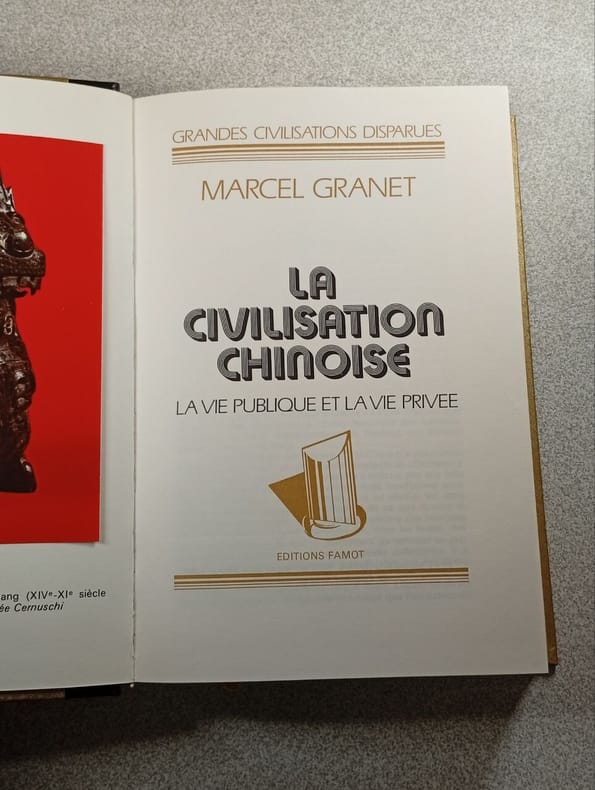 GRANDES CIVILISATIONS DISPARUES
MARCEL GRANET
LA
CIVILISATION
CHINOISE
LA VIE PUBLIQUE ET LA VIE PRIVEE
EDITIONS FAMOT
ang (XIVe-XIe siècle
ée Cernuschi